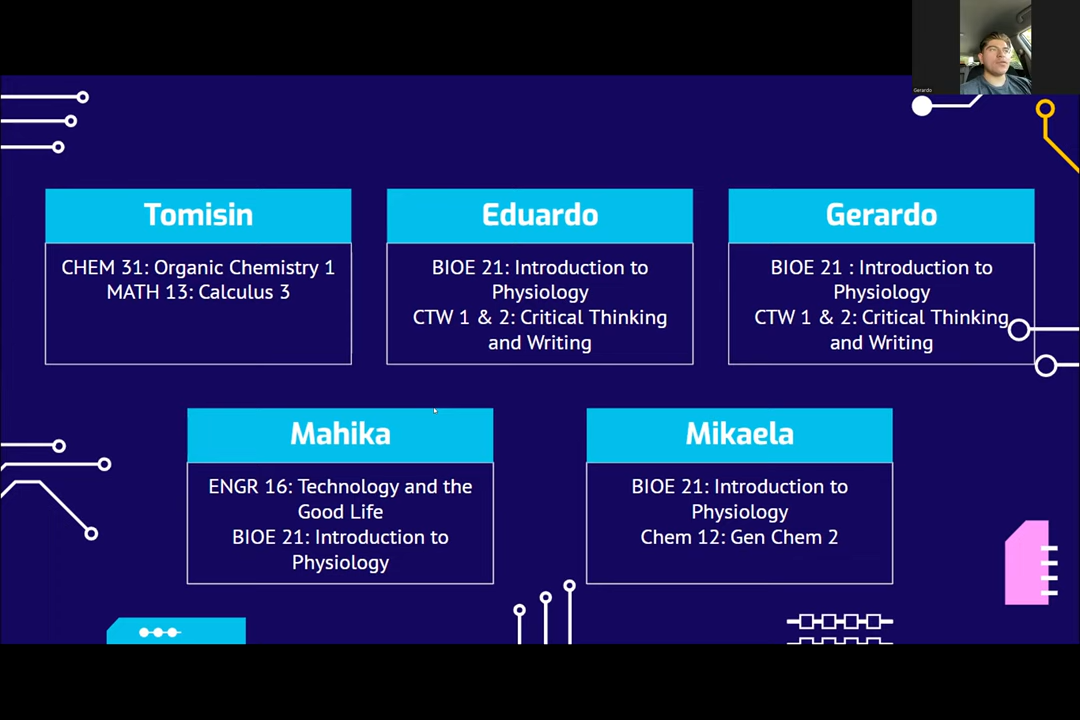 Gerardo
Tomisin
CHEM 31: Organic Chemistry 1
MATH 13: Calculus 3
Eduardo
BIOE 21: Introduction to
Physiology
CTW 1 & 2: Critical Thinking
and Writing
Gerardo
BIOE 21 : Introduction to
Physiology
CTW 1 & 2: Critical Thinking
and Writing
Mahika
ENGR 16: Technology and the
Good Life
BIOE 21: Introduction to
Physiology
Mikaela
BIOE 21: Introduction to
Physiology
Chem 12: Gen Chem 2